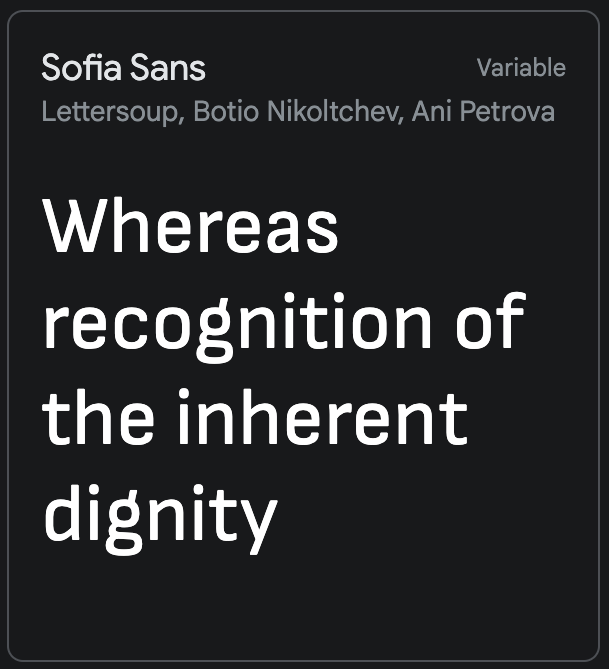 Sofia Sans
Variable
Lettersoup, Botio Nikoltchev, Ani Petrova
Whereas
recognition of
the inherent
dignity